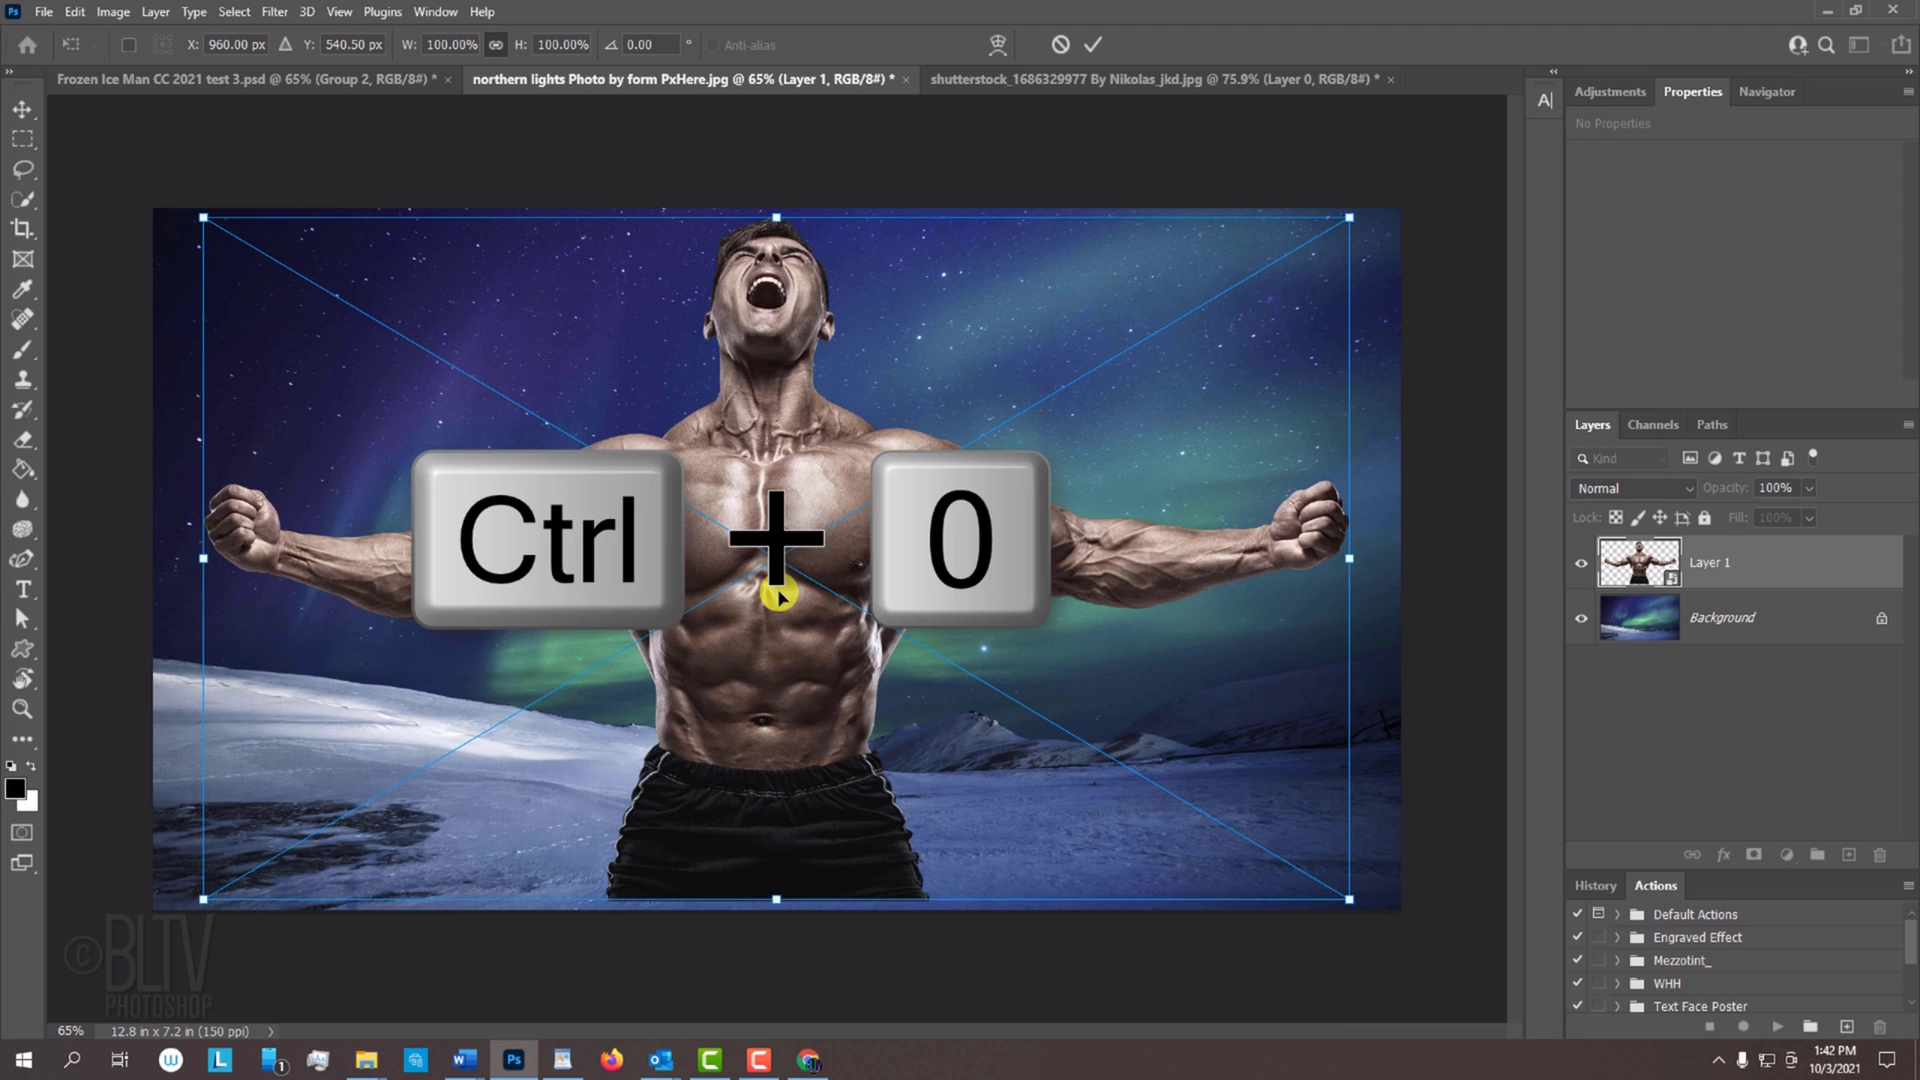 Ps File Edit Image Layer Type Select Filter 3D View Plugins Window Help
X: 960.00 px Y: 540.50 px W: 100.00% H: 100.00% 0.00 ° Anti-alias
Frozen Ice Man CC 2021 test 3.psd @ 65% (Group 2, RGB/8#) * × northern lights Photo by form PxHere.jpg @ 65% (Layer 1, RGB/8#) * × shutterstock_1686329977 By Nikolas_jkd.jpg @ 75.9% (Layer 0, RGB/8#) * ×
Adjustments Properties Navigator
No Properties
Ctrl + 0
Layers Channels Paths
Kind
Normal Opacity: 100%
Lock: Fill: 100%
Layer 1
Background
fx
History Actions
Default Actions
Engraved Effect
Mezzotint_
WHH
Text Face Poster
©BLTV
PHOTOSHOP
65% 12.8 in x 7.2 in (150 ppi)
1:42 PM
10/3/2021